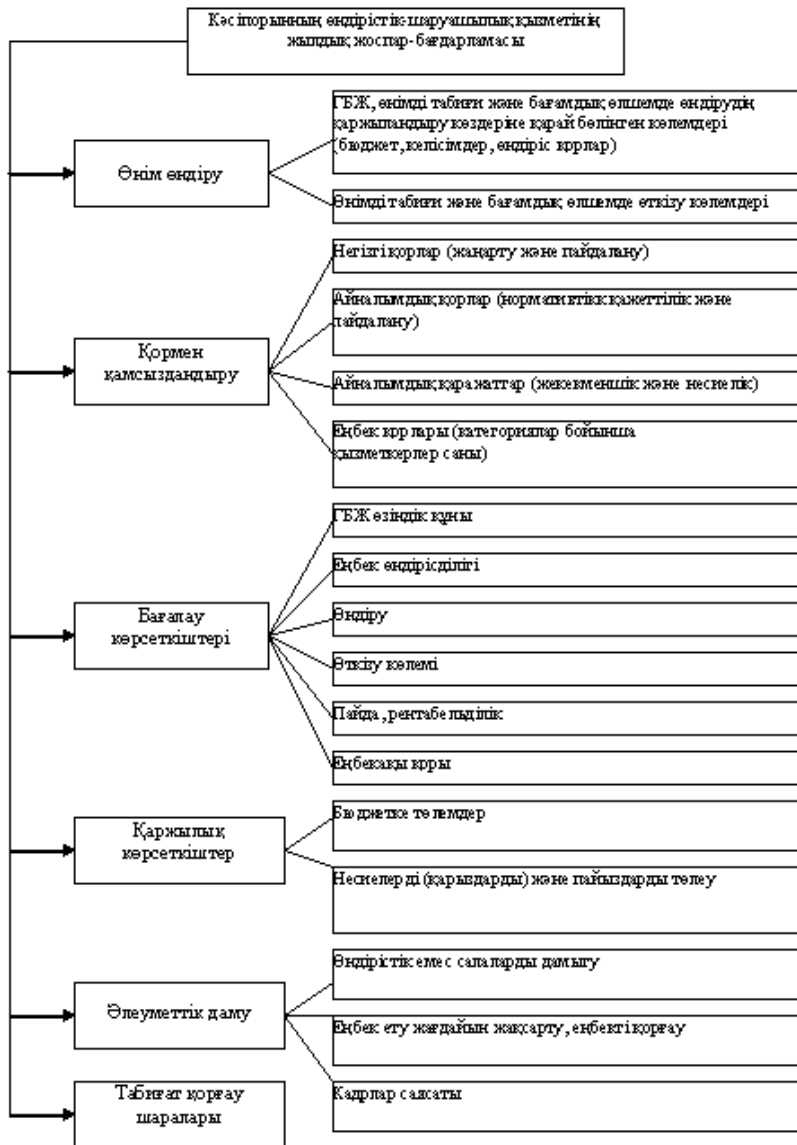 Кәсіпорынның өндірістік-шаруашылық қызметінің
жылдық жоспар-бағдарламасы
Өнім өндіру
ГБЖ, өнімді табиғи және бағамдық өлшемде өндірудің
қаржыландыру көздеріне қарай бөлінген көлемдері
(бюджет, келісімдер, өндіріс қорлар)
Өнімді табиғи және бағамдық өлшемде өткізу көлемдері
Қормен
қамсыздандыру
Негізгі қорлар (жаңарту және пайдалану)
Айналымдық қорлар (нормативтікк қажеттілік және
пайдалану)
Айналымдық қаражаттар (жекекменшік және несиелік)
Еңбек қорлары (категориялар бойынша
қызметкерлер саны)
Бағалау
көрсеткіштері
ГБЖ өзіндік құны
Еңбек өндірісділігі
Өндіру
Өткізу көлемі
Пайда, рентабельділік
Еңбекақы қоры
Қаржылық
көрсеткіштер
Бюджетке төлемдер
Несиелерді (қарыздарды) және пайыздарды төлеу
Әлеуметтік даму
Өндірістік емес салаларды дамыту
Еңбек ету жағдайын жақсарту, еңбекті қорғау
Кадрлар саясаты
Табиғат қорғау
шаралары